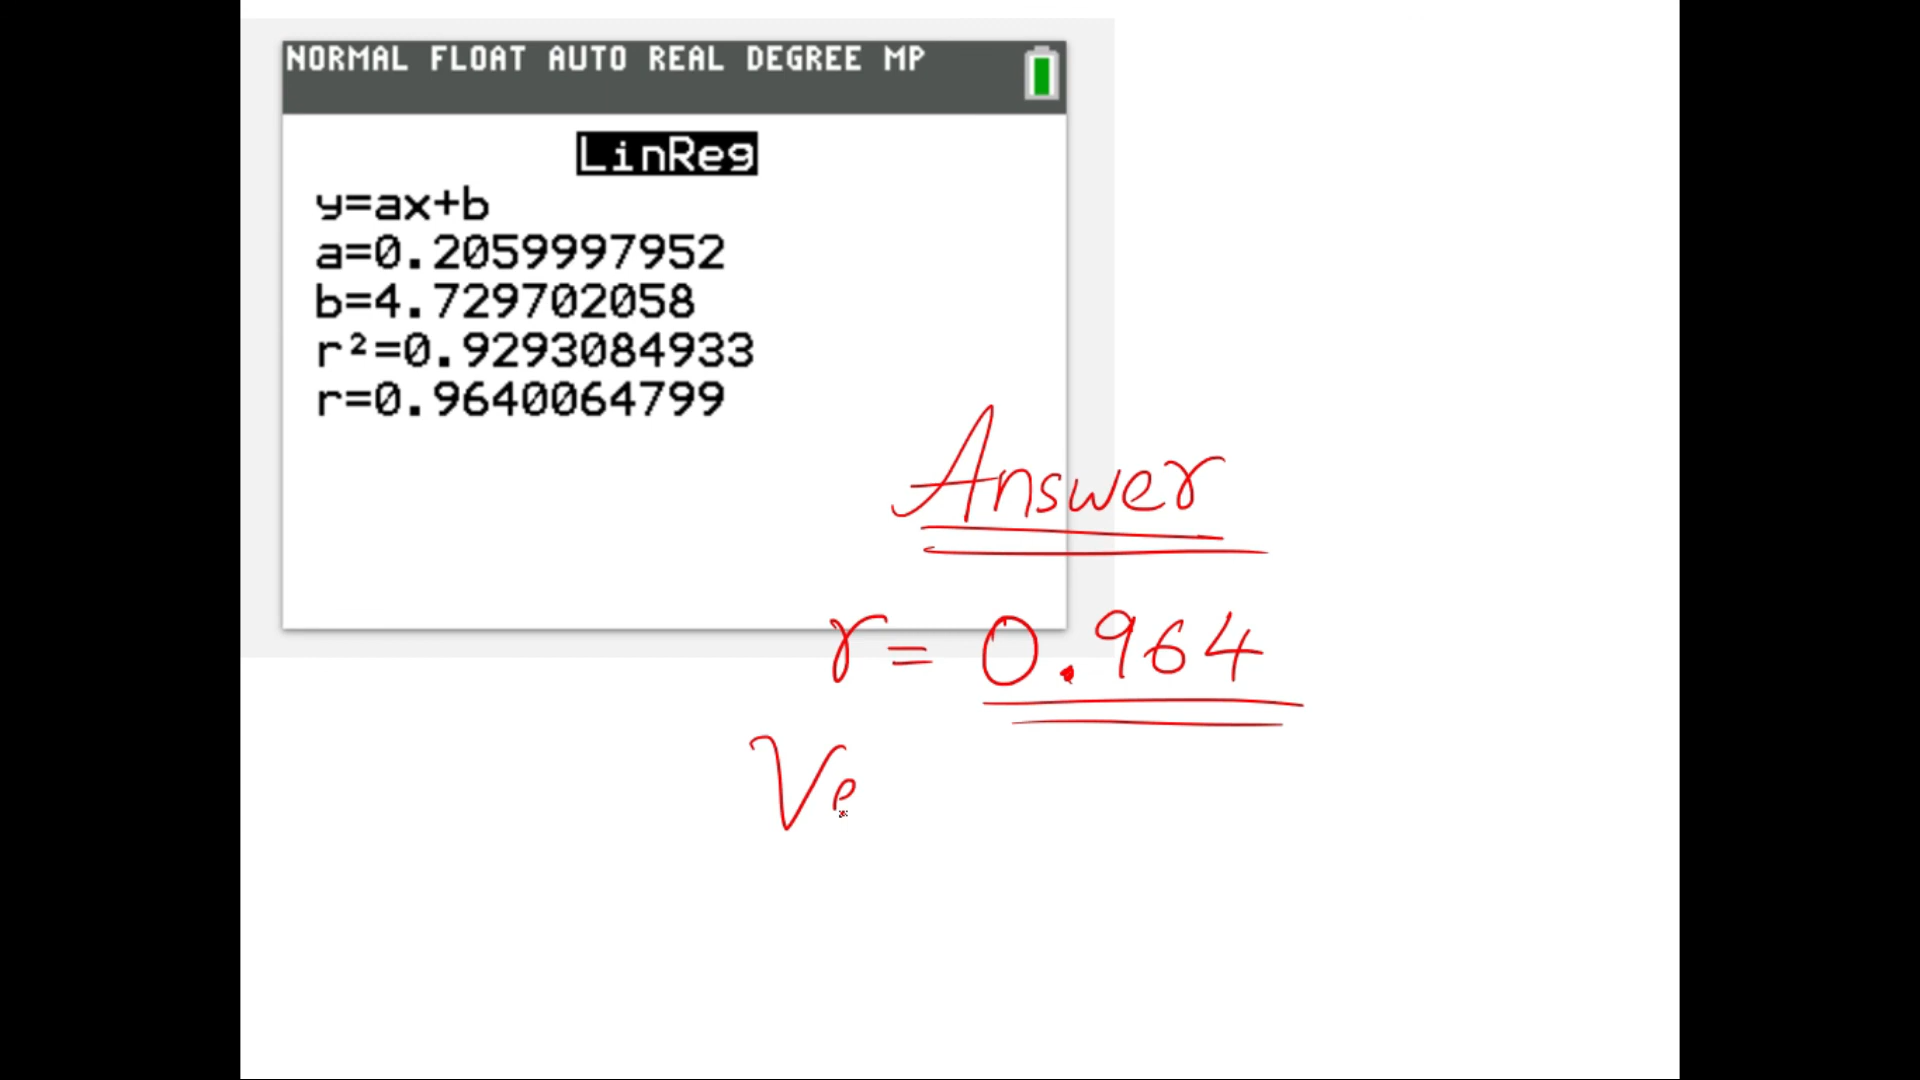 NORMAL FLOAT AUTO REAL DEGREE MP
LinReg
y=ax+b
a=0.2059997952
b=4.729702058
r²=0.9293084933
r=0.9640064799
Answer
r= 0.964
Ve